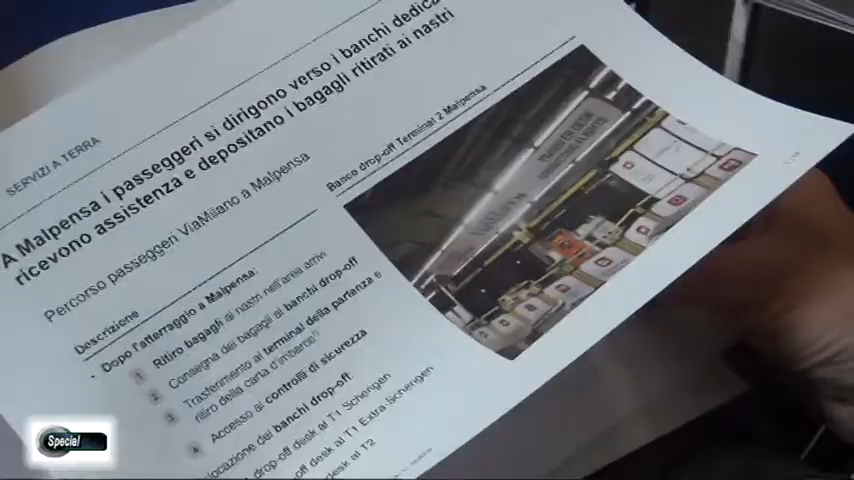 SERVIZI A TERRA
A Malpensa i passeggeri si dirigono verso i banchi dedica
ricevono assistenza e depositano i bagagli ritirati ai nastri
Percorso passeggeri ViaMilano a Malpensa
Banco drop-off Terminal 2 Malpensa
Descrizione
• Dopo l'atterraggio a Malpensa:
1 Ritiro bagagli ai nastri nell'area arrivi
2 Consegna dei bagagli ai banchi drop-off
3 Trasferimento ai terminal della partenza e
ritiro della carta d'imbarco
4 Accesso ai controlli di sicurezza
locazione dei banchi drop-off:
drop-off desk al T1 Schengen
off desk al T1 Extra-Schengen
desk al T2
TRANSFER DESK
Special